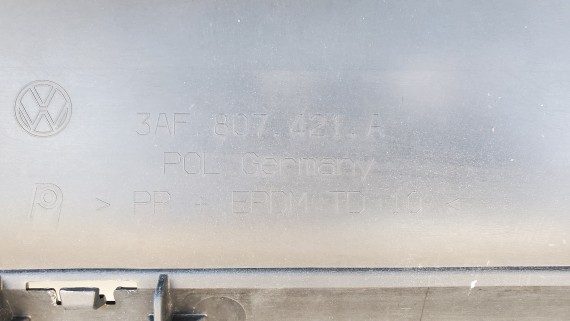 3AF 807.421.A
POL Germany
> PP + EPDM TD 10 <